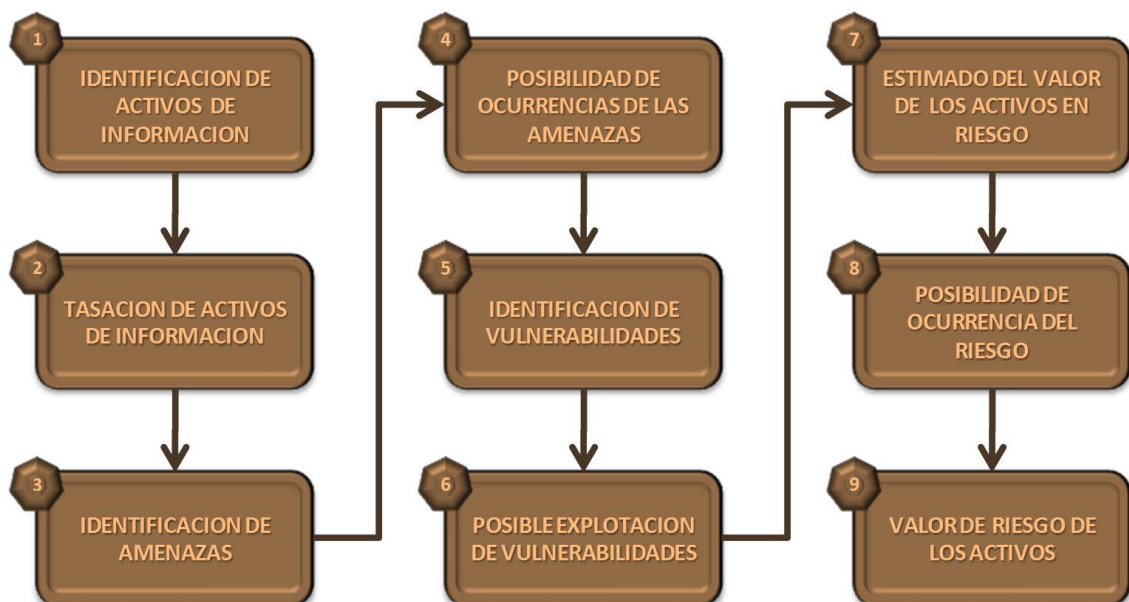 1
IDENTIFICACION DE
ACTIVOS DE
INFORMACION
2
TASACION DE ACTIVOS
DE INFORMACION
3
IDENTIFICACION DE
AMENAZAS
4
POSIBILIDAD DE
OCURRENCIAS DE LAS
AMENAZAS
5
IDENTIFICACION DE
VULNERABILIDADES
6
POSIBLE EXPLOTACION
DE VULNERABILIDADES
7
ESTIMADO DEL VALOR
DE LOS ACTIVOS EN
RIESGO
8
POSIBILIDAD DE
OCURRENCIA DEL
RIESGO
9
VALOR DE RIESGO DE
LOS ACTIVOS